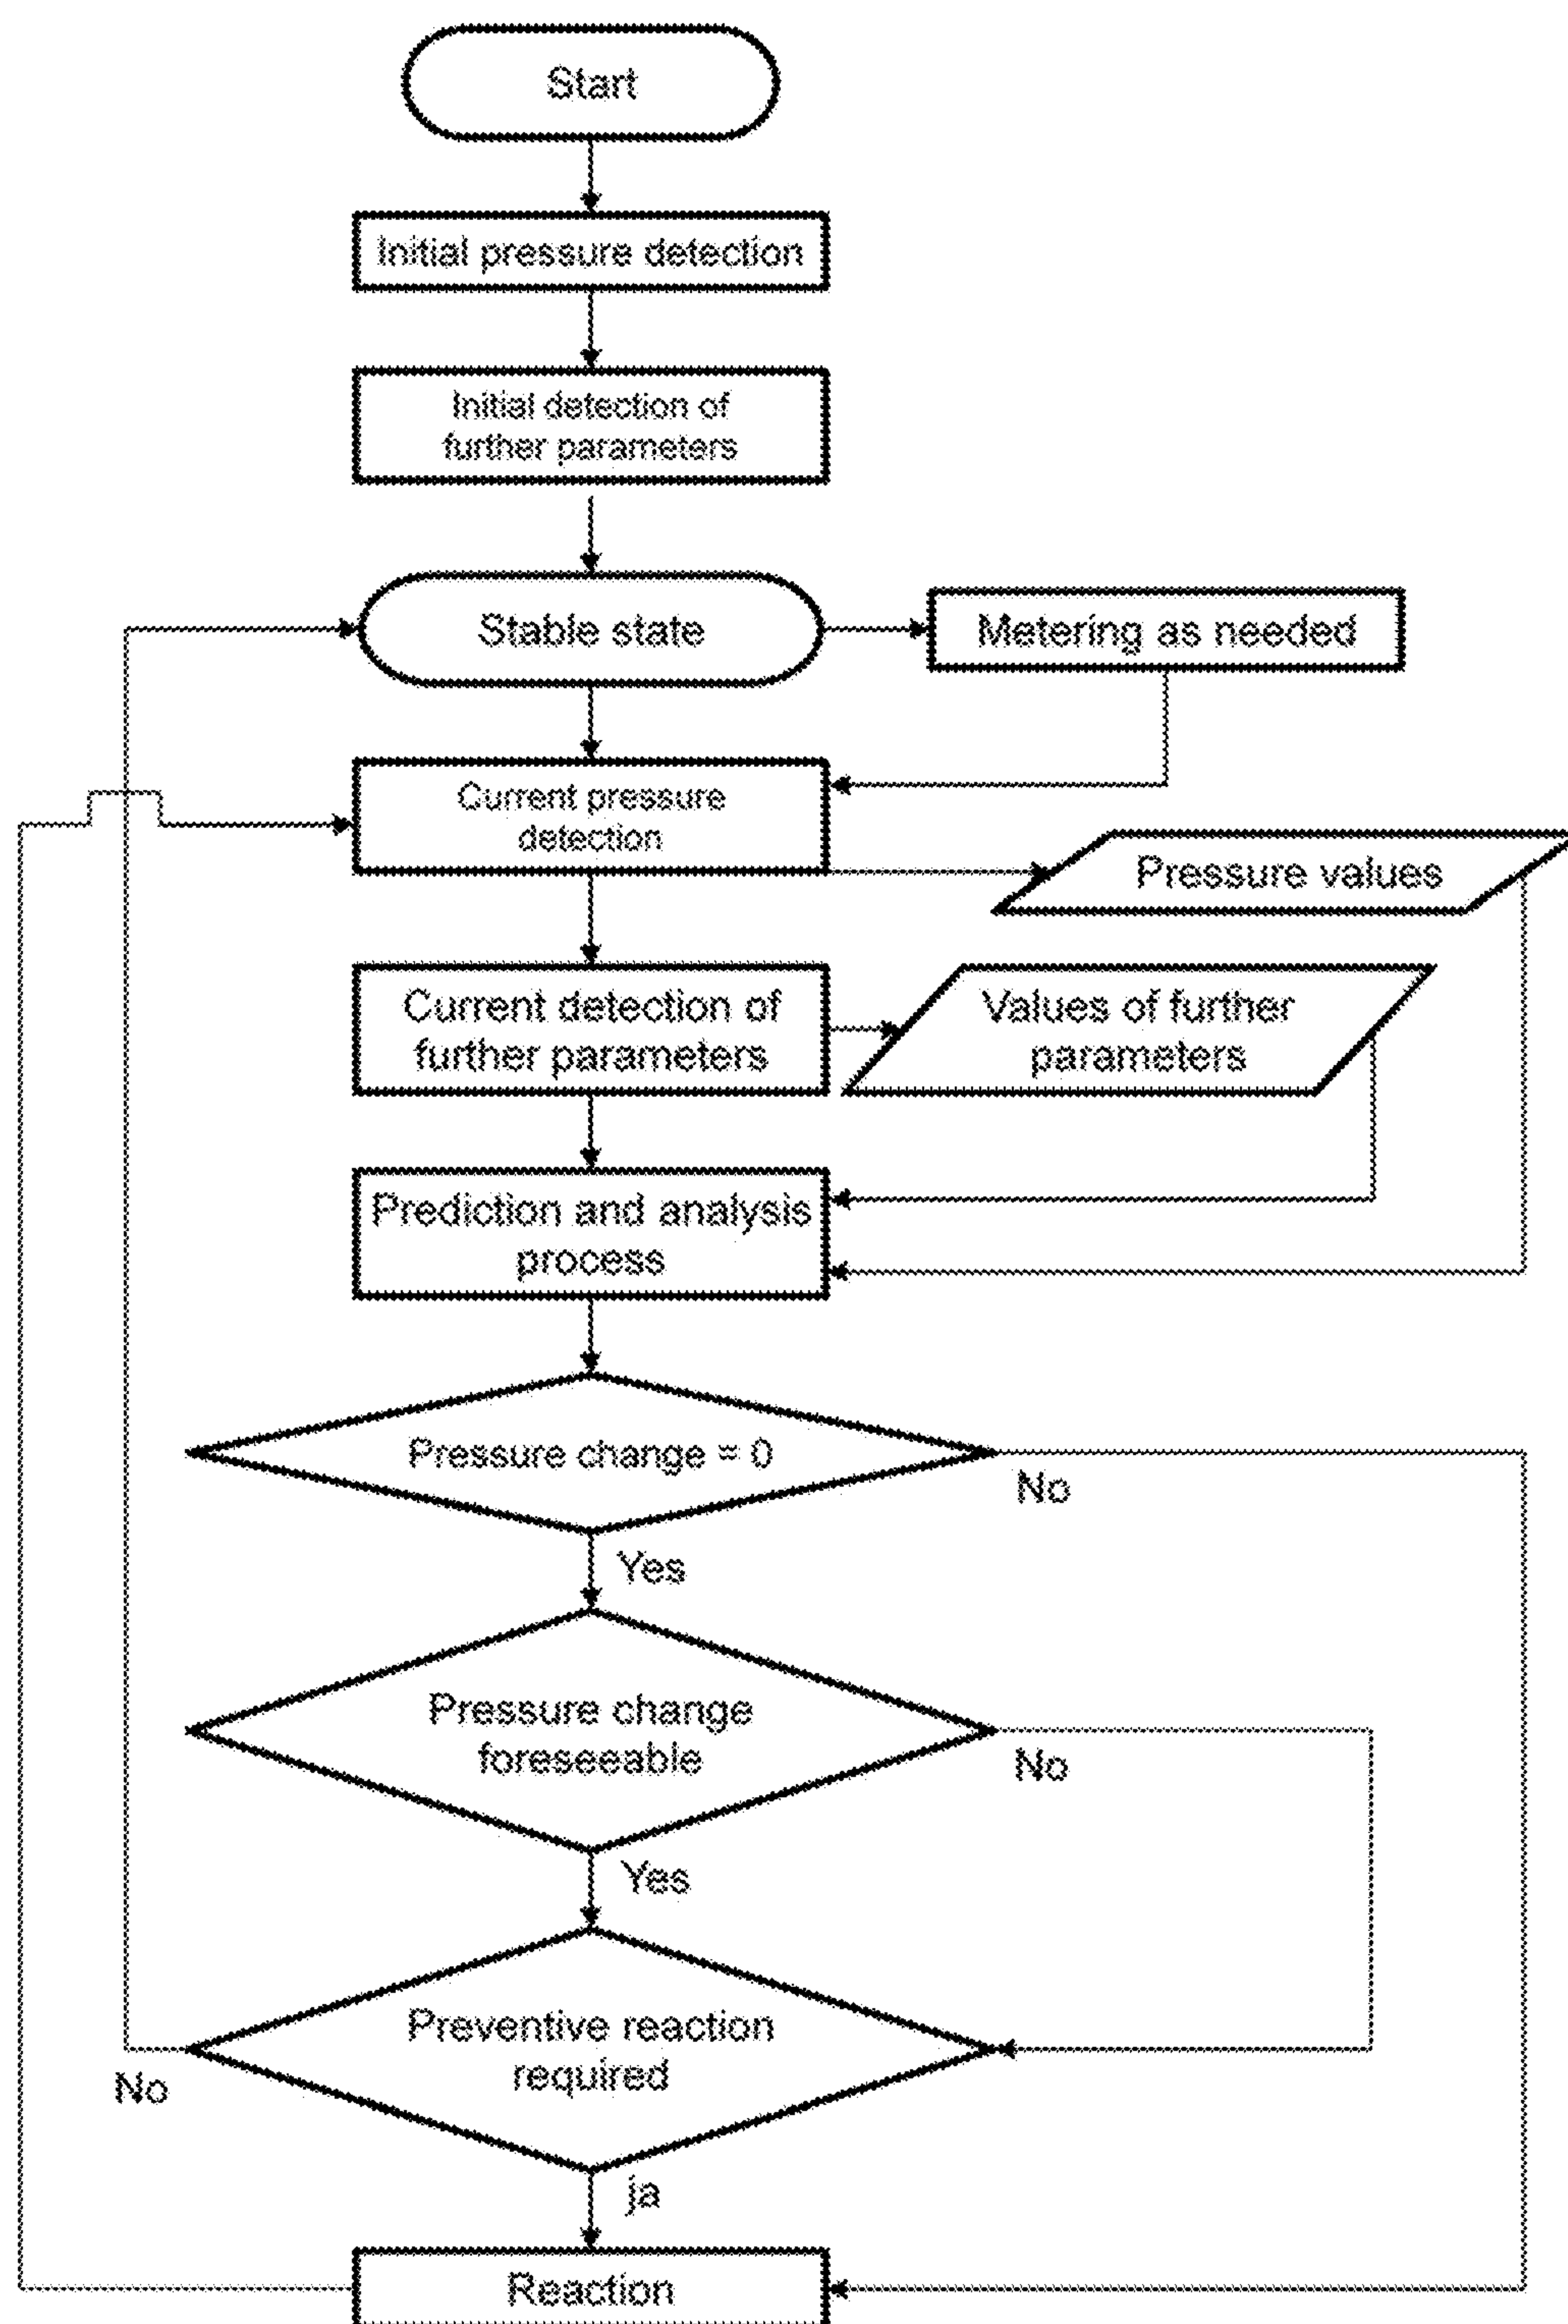 Start
Initial pressure detection
Initial detection of
further parameters
Stable state
Metering as needed
Current pressure
detection
Pressure values
Current detection of
further parameters
Values of further
parameters
Prediction and analysis
process
Pressure change ≈ 0
No
Yes
Pressure change
foreseeable
No
Yes
Preventive reaction
required
No
ja
Reaction